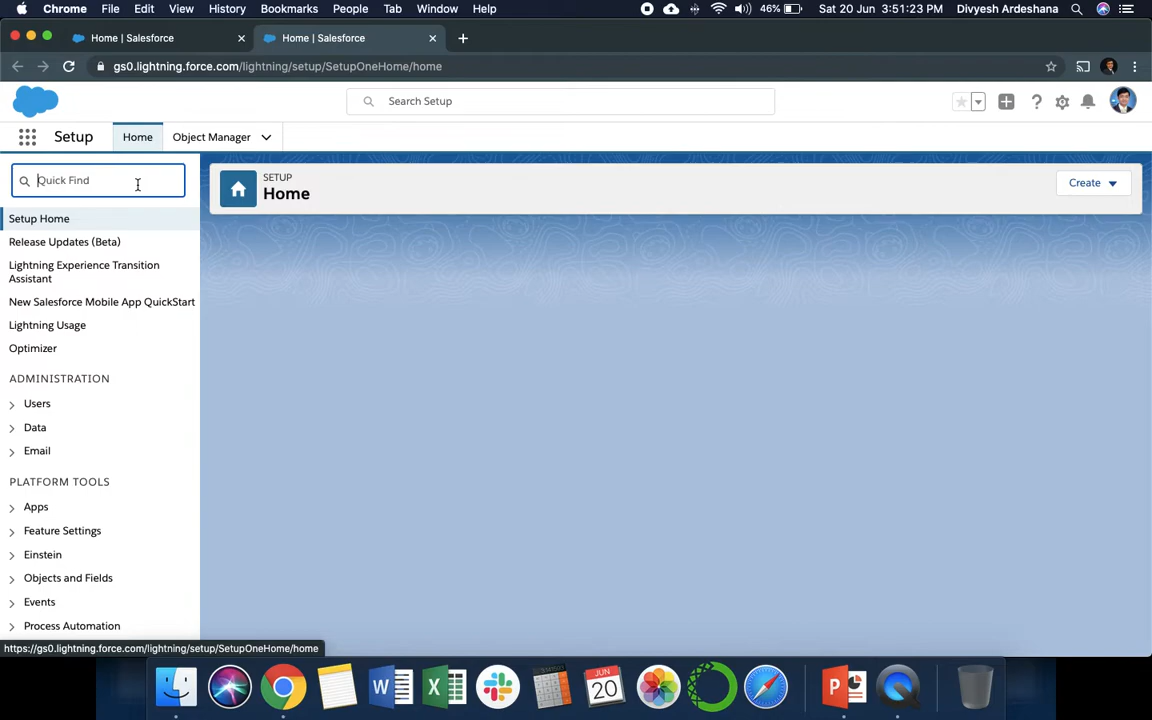 Chrome File Edit View History Bookmarks People Tab Window Help 46% Sat 20 Jun 3:51:23 PM Divyesh Ardeshana
Home | Salesforce Home | Salesforce
gs0.lightning.force.com/lightning/setup/SetupOneHome/home
Search Setup
Setup Home Object Manager
Quick Find
SETUP
Home
Create
Setup Home
Release Updates (Beta)
Lightning Experience Transition
Assistant
New Salesforce Mobile App QuickStart
Lightning Usage
Optimizer
ADMINISTRATION
Users
Data
Email
PLATFORM TOOLS
Apps
Feature Settings
Einstein
Objects and Fields
Events
Process Automation
https://gs0.lightning.force.com/lightning/setup/SetupOneHome/home
JUN
20